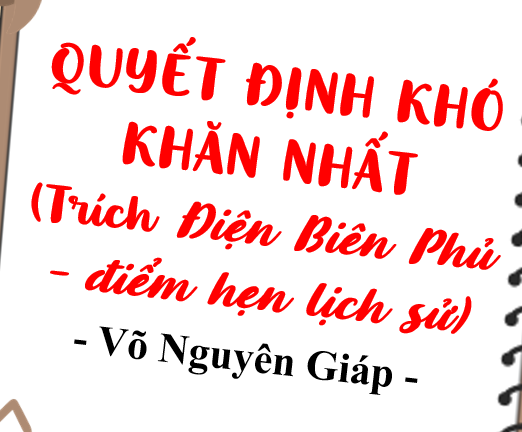 QUYẾT ĐỊNH KHÓ
KHĂN NHẤT
(Trích Điện Biên Phủ
- điểm hẹn lịch sử)
- Võ Nguyên Giáp -